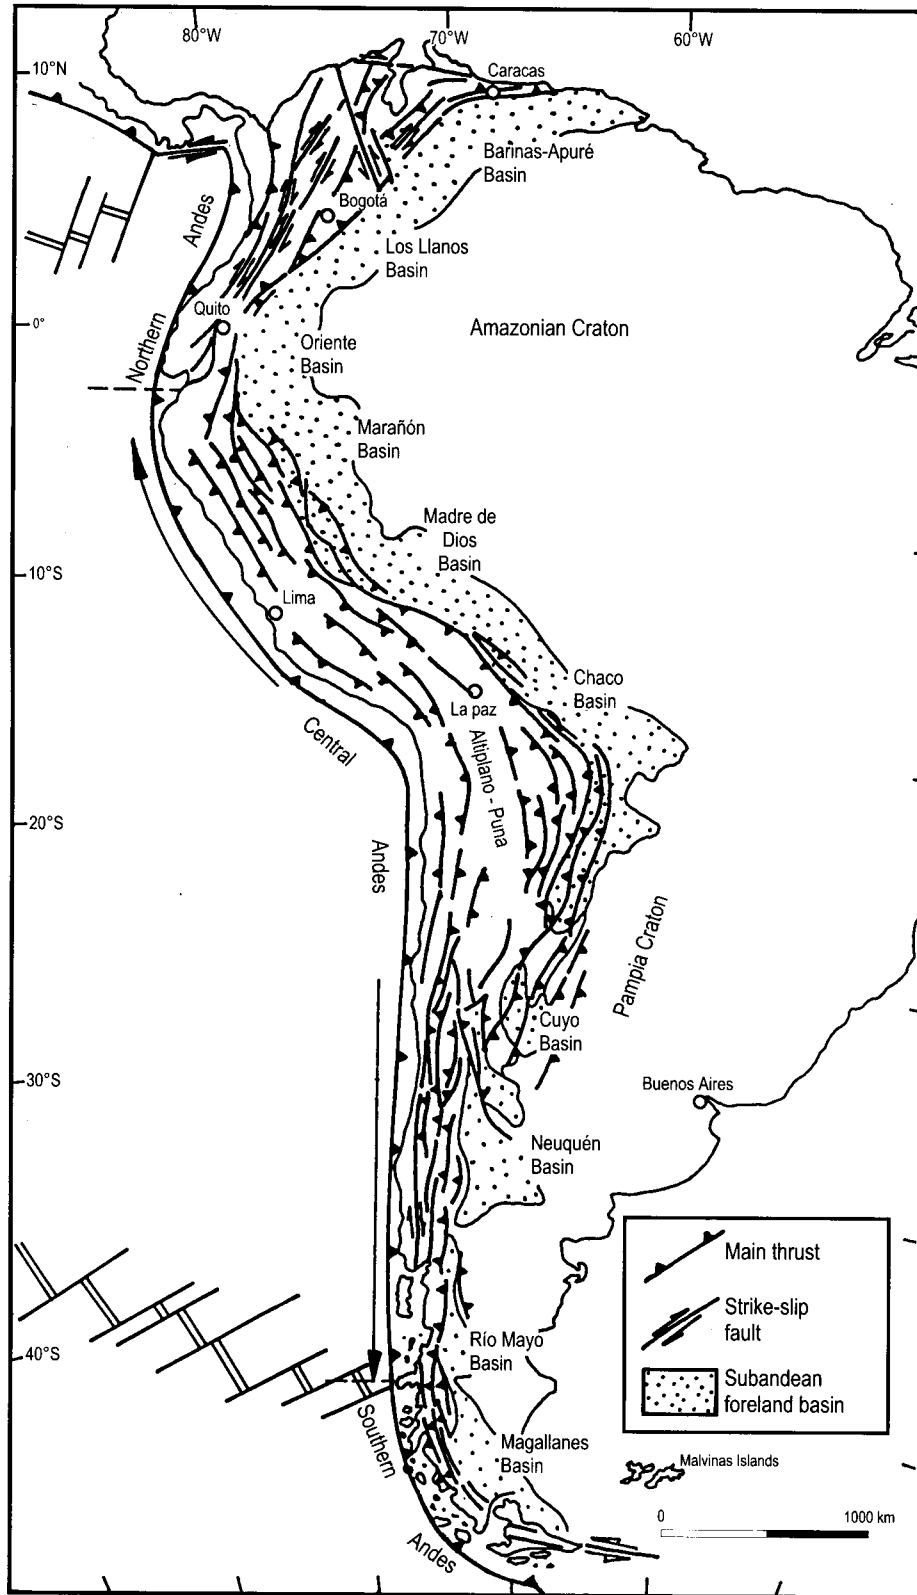 80°W
70°W
60°W
10°N
Caracas
Barinas-Apuré
Basin
Bogotá
Andes
Los Llanos
Basin
Quito
0°
Amazonian Craton
Oriente
Basin
Northern
Marañón
Basin
Madre de
Dios
Basin
10°S
Lima
Chaco
Basin
La paz
Central
Altiplano - Puna
20°S
Andes
Pampia Craton
Cuyo
Basin
30°S
Buenos Aires
Neuquén
Basin
Main thrust
Strike-slip
fault
Subandean
foreland basin
Río Mayo
Basin
40°S
Southern
Magallanes
Basin
Malvinas Islands
0
1000 km
Andes